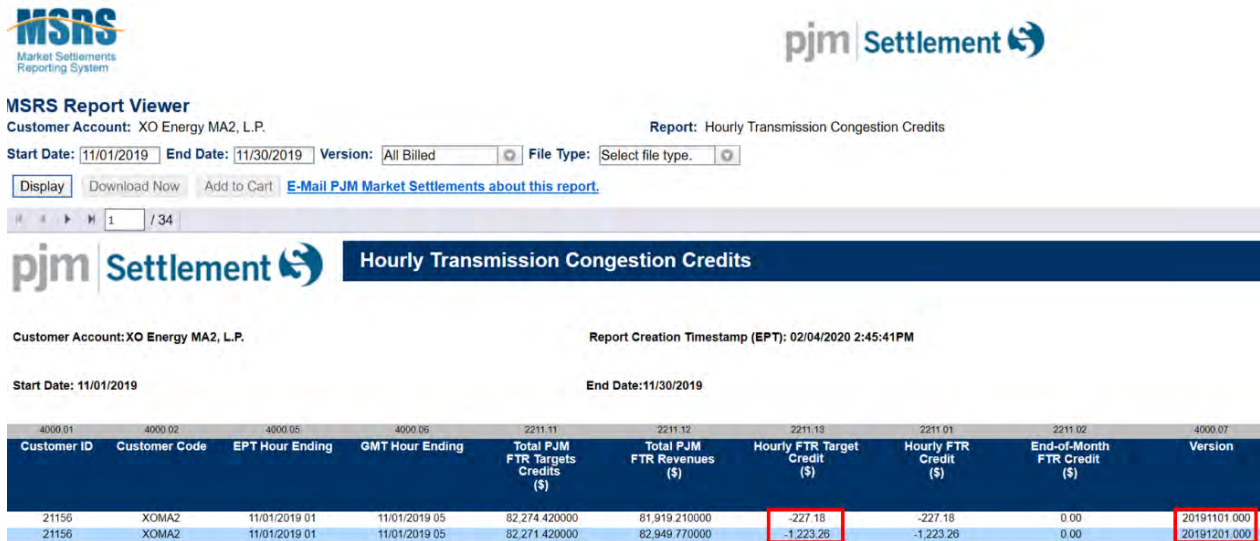 MSRS
Market Settlements
Reporting System
pjm Settlement
MSRS Report Viewer
Customer Account: XO Energy MA2, L.P. Report: Hourly Transmission Congestion Credits
Start Date: 11/01/2019 End Date: 11/30/2019 Version: All Billed File Type: Select file type.
Display Download Now Add to Cart E-Mail PJM Market Settlements about this report.
1 / 34
pjm Settlement Hourly Transmission Congestion Credits
Customer Account: XO Energy MA2, L.P. Report Creation Timestamp (EPT): 02/04/2020 2:45:41PM
Start Date: 11/01/2019 End Date:11/30/2019
4000.01 4000.02 4000.05 4000.06 2211.11 2211.12 2211.13 2211.01 2211.02 4000.07
Customer ID Customer Code EPT Hour Ending GMT Hour Ending Total PJM FTR Targets Credits ($) Total PJM FTR Revenues ($) Hourly FTR Target Credit ($) Hourly FTR Credit ($) End-of-Month FTR Credit ($) Version
21156 XOMA2 11/01/2019 01 11/01/2019 05 82,274.420000 81,919.210000 -227.18 -227.18 0.00 20191101.000
21156 XOMA2 11/01/2019 01 11/01/2019 05 82,271.420000 82,949.770000 -1,223.26 -1,223.26 0.00 20191201.000